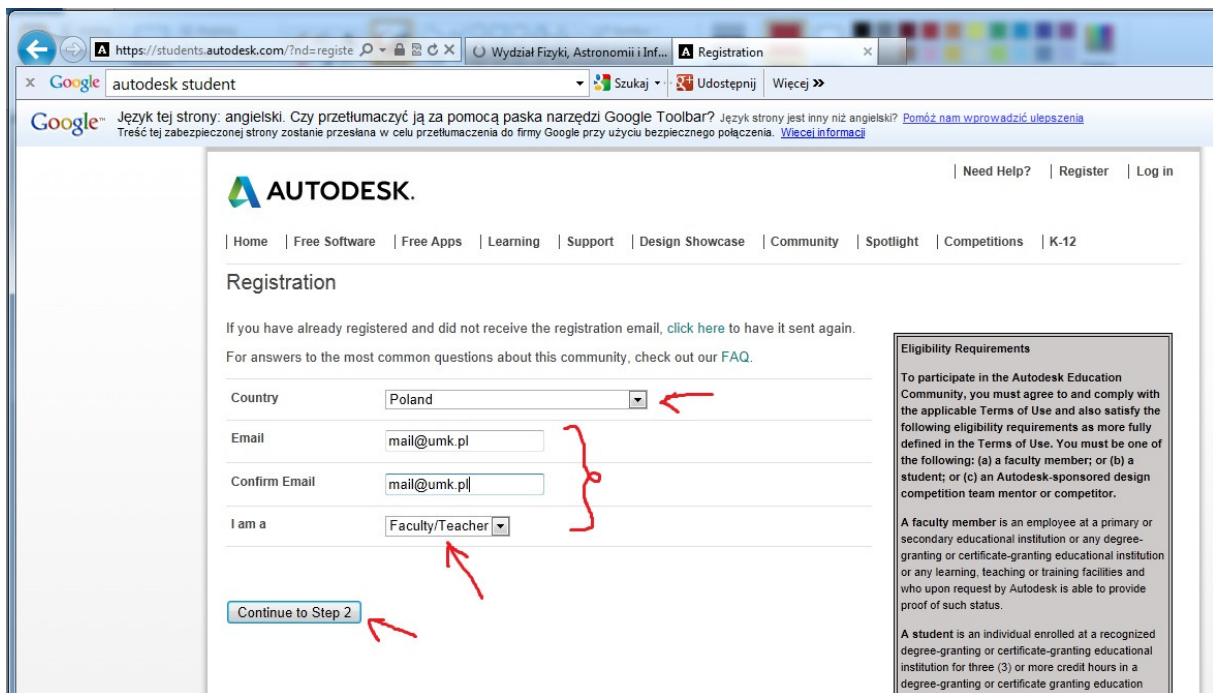 https://students.autodesk.com/?nd=registe
Wydział Fizyki, Astronomii i Inf...
Registration
x Google autodesk student Szukaj Udostępnij Więcej »
Google™ Język tej strony: angielski. Czy przetłumaczyć ją za pomocą paska narzędzi Google Toolbar? Język strony jest inny niż angielski? Pomóż nam wprowadzić ulepszenia
Treść tej zabezpieczonej strony zostanie przesłana w celu przetłumaczenia do firmy Google przy użyciu bezpiecznego połączenia. Więcej informacji
| Need Help? | Register | Log in
AUTODESK.
| Home | Free Software | Free Apps | Learning | Support | Design Showcase | Community | Spotlight | Competitions | K-12
Registration
If you have already registered and did not receive the registration email, click here to have it sent again.
For answers to the most common questions about this community, check out our FAQ.
Country Poland
Email mail@umk.pl
Confirm Email mail@umk.pl
I am a Faculty/Teacher
Continue to Step 2
Eligibility Requirements
To participate in the Autodesk Education
Community, you must agree to and comply with
the applicable Terms of Use and also satisfy the
following eligibility requirements as more fully
defined in the Terms of Use. You must be one of
the following: (a) a faculty member; or (b) a
student; or (c) an Autodesk-sponsored design
competition team mentor or competitor.
A faculty member is an employee at a primary or
secondary educational institution or any degree-
granting or certificate-granting educational institution
or any learning, teaching or training facilities and
who upon request by Autodesk is able to provide
proof of such status.
A student is an individual enrolled at a recognized
degree-granting or certificate-granting educational
institution for three (3) or more credit hours in a
degree-granting or certificate granting education